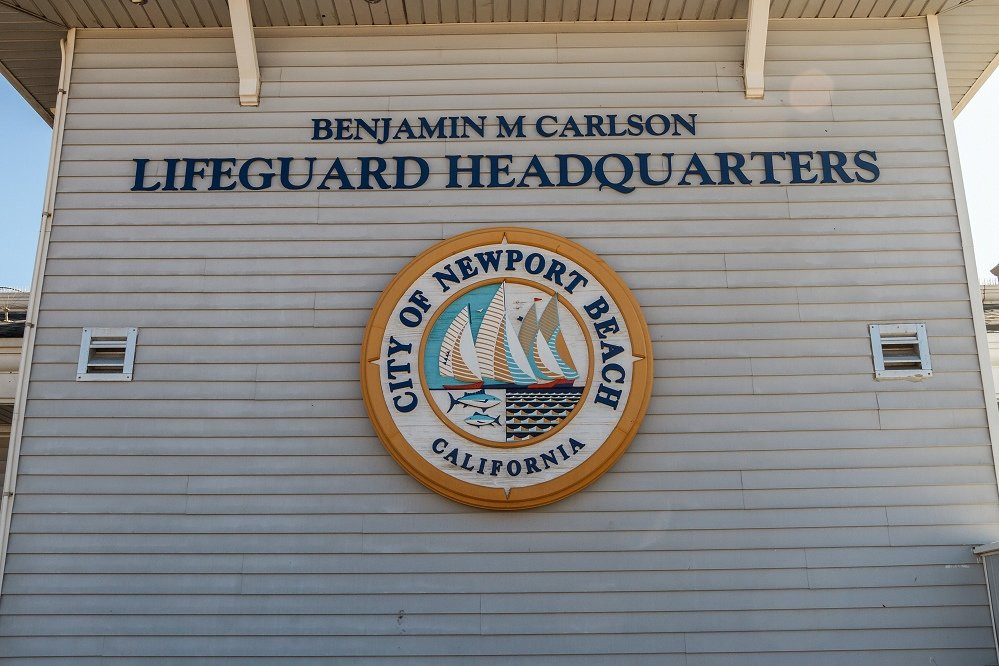 BENJAMIN M CARLSON
LIFEGUARD HEADQUARTERS
CITY OF NEWPORT BEACH
CALIFORNIA